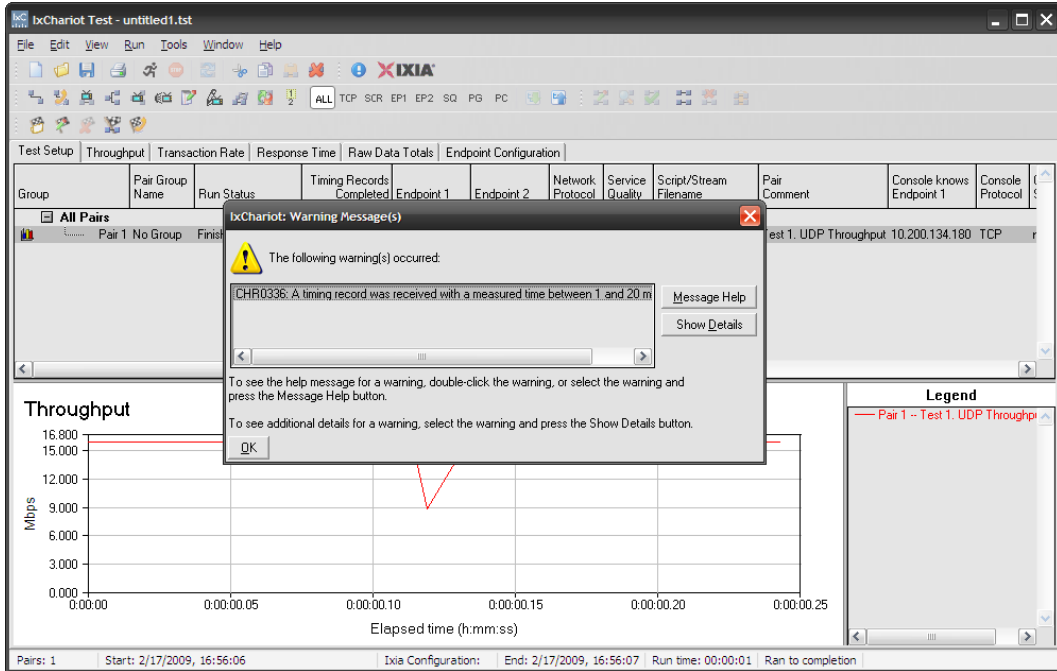 IxChariot Test - untitled1.tst
File Edit View Run Tools Window Help
IXIA
ALL TCP SCR EP1 EP2 SQ PG PC
Test Setup Throughput Transaction Rate Response Time Raw Data Totals Endpoint Configuration
Group Pair Group Name Run Status Timing Records Completed Endpoint 1 Endpoint 2 Network Protocol Service Quality Script/Stream Filename Pair Comment Console knows Endpoint 1 Console Protocol
All Pairs
Pair 1 No Group Finish est 1. UDP Throughput 10.200.134.180 TCP
IxChariot: Warning Message(s)
The following warning(s) occurred:
CHR0336: A timing record was received with a measured time between 1 and 20 m
Message Help
Show Details
To see the help message for a warning, double-click the warning, or select the warning and
press the Message Help button.
To see additional details for a warning, select the warning and press the Show Details button.
OK
Throughput
Mbps
16.800
15.000
12.000
9.000
6.000
3.000
0.000
0:00:00 0:00:00.05 0:00:00.10 0:00:00.15 0:00:00.20 0:00:00.25
Elapsed time (h:mm:ss)
Legend
Pair 1 -- Test 1. UDP Throughpu
Pairs: 1 Start: 2/17/2009, 16:56:06 Ixia Configuration: End: 2/17/2009, 16:56:07 Run time: 00:00:01 Ran to completion